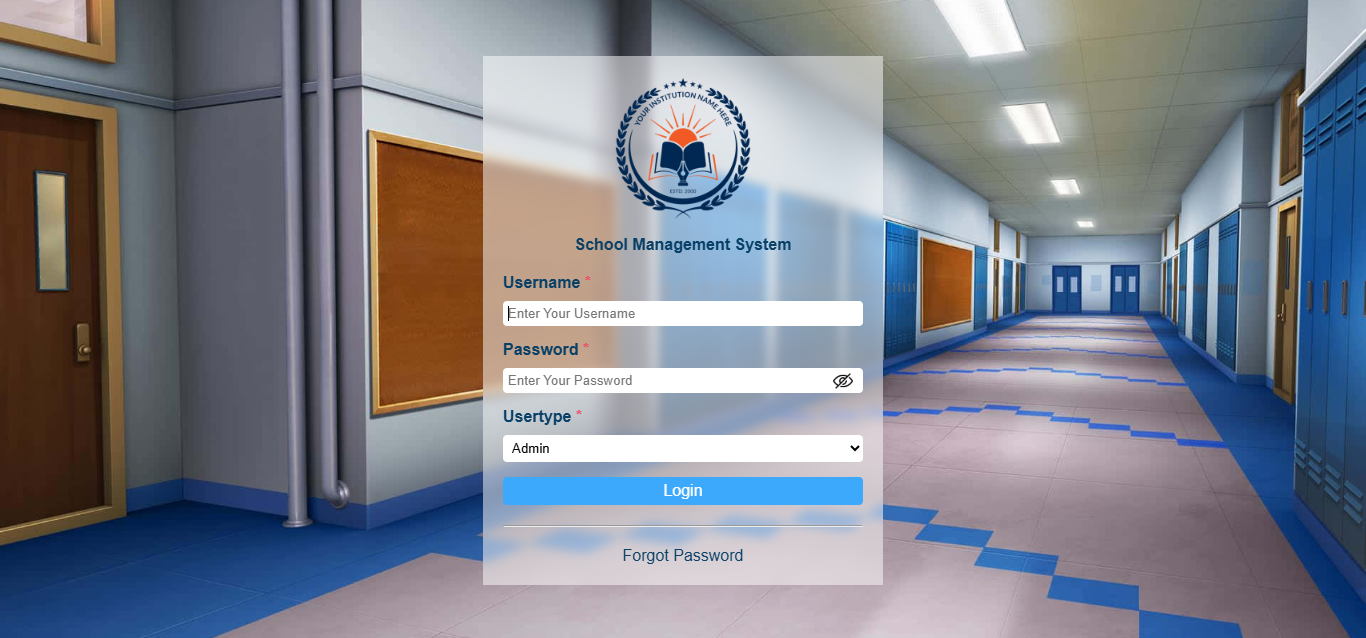 YOUR INSTITUTION NAME HERE
ESTD 2000
School Management System
Username *
Enter Your Username
Password *
Enter Your Password
Usertype *
Admin
Login
Forgot Password